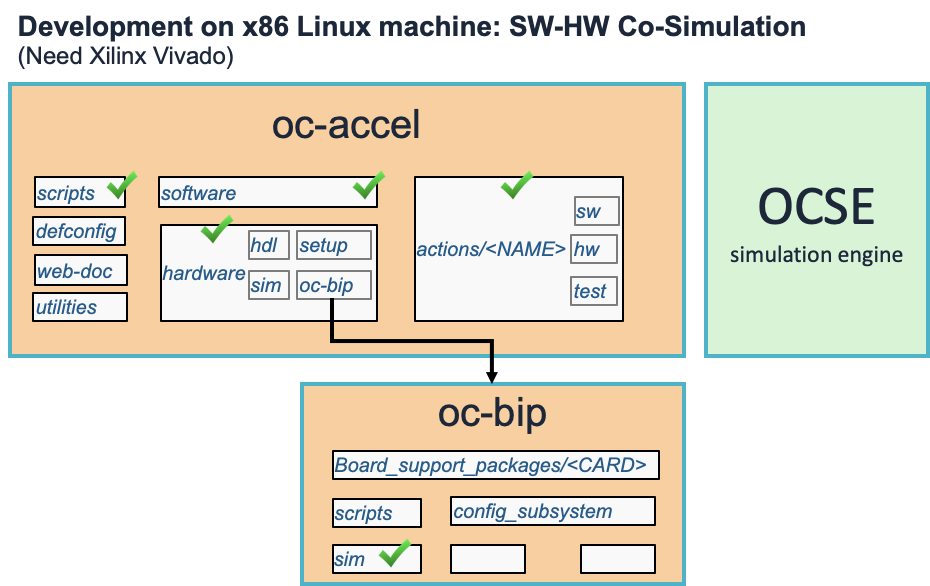 Development on x86 Linux machine: SW-HW Co-Simulation
(Need Xilinx Vivado)
oc-accel
scripts
defconfig
web-doc
utilities
software
hardware
hdl
setup
sim
oc-bip
actions/<NAME>
sw
hw
test
OCSE
simulation engine
oc-bip
Board_support_packages/<CARD>
scripts
config_subsystem
sim